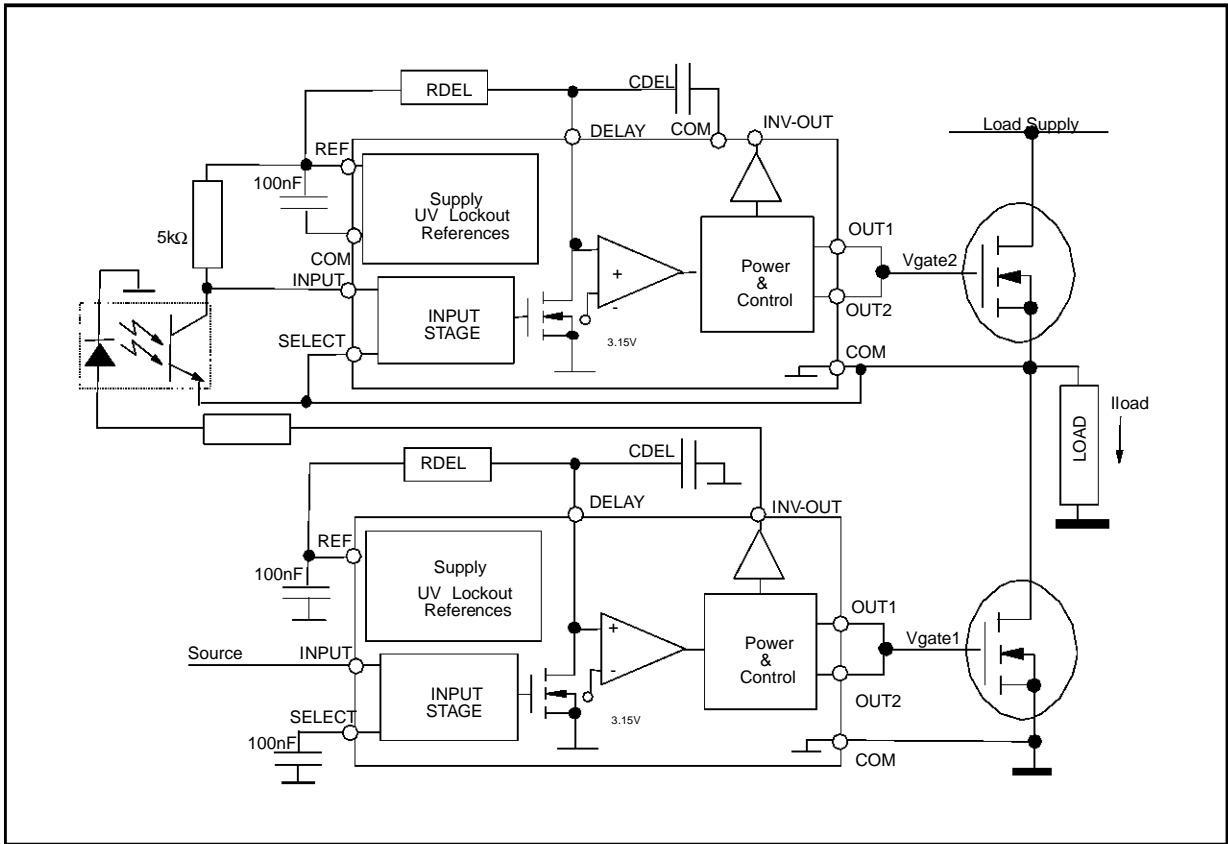 RDEL
CDEL
DELAY
COM
INV-OUT
Load Supply
REF
100nF
Supply
UV Lockout
References
5kΩ
COM
INPUT
INPUT
STAGE
SELECT
+
-
3.15V
Power
&
Control
OUT1
OUT2
Vgate2
COM
Iload
LOAD
RDEL
CDEL
DELAY
INV-OUT
REF
100nF
Supply
UV Lockout
References
Source
INPUT
INPUT
STAGE
SELECT
100nF
+
-
3.15V
Power
&
Control
OUT1
OUT2
Vgate1
COM